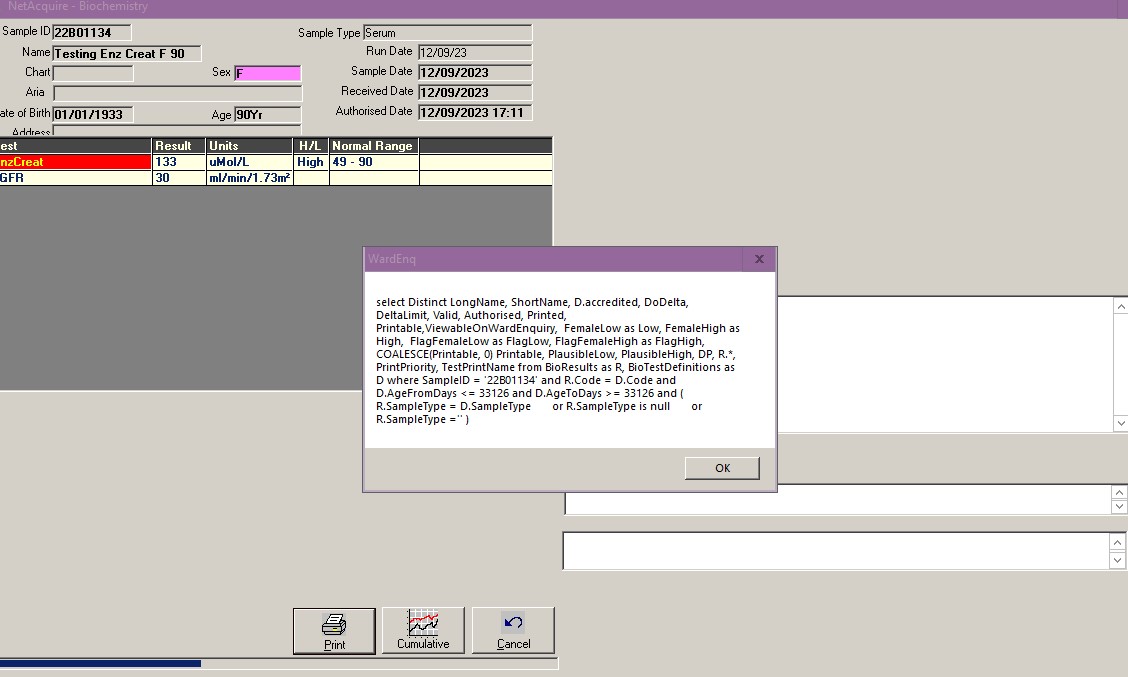 NetAcquire - Biochemistry
Sample ID 22B01134
Sample Type Serum
Name Testing Enz Creat F 90
Run Date 12/09/23
Chart
Sex F
Sample Date 12/09/2023
Aria
Received Date 12/09/2023
ate of Birth 01/01/1933
Age 90Yr
Authorised Date 12/09/2023 17:11
Address
est Result Units H/L Normal Range
nzCreat 133 uMol/L High 49 - 90
GFR 30 ml/min/1.73m²
WardEnq
X
select Distinct LongName, ShortName, D.accredited, DoDelta,
DeltaLimit, Valid, Authorised, Printed,
Printable,ViewableOnWardEnquiry,  FemaleLow as Low, FemaleHigh as
High,  FlagFemaleLow as FlagLow, FlagFemaleHigh as FlagHigh,
COALESCE(Printable, 0) Printable, PlausibleLow, PlausibleHigh, DP, R.*,
PrintPriority, TestPrintName from BioResults as R, BioTestDefinitions as
D where SampleID = '22B01134' and R.Code = D.Code and
D.AgeFromDays <= 33126 and D.AgeToDays >= 33126 and (
R.SampleType = D.SampleType       or R.SampleType is null       or
R.SampleType ='' )
OK
Print
Cumulative
Cancel